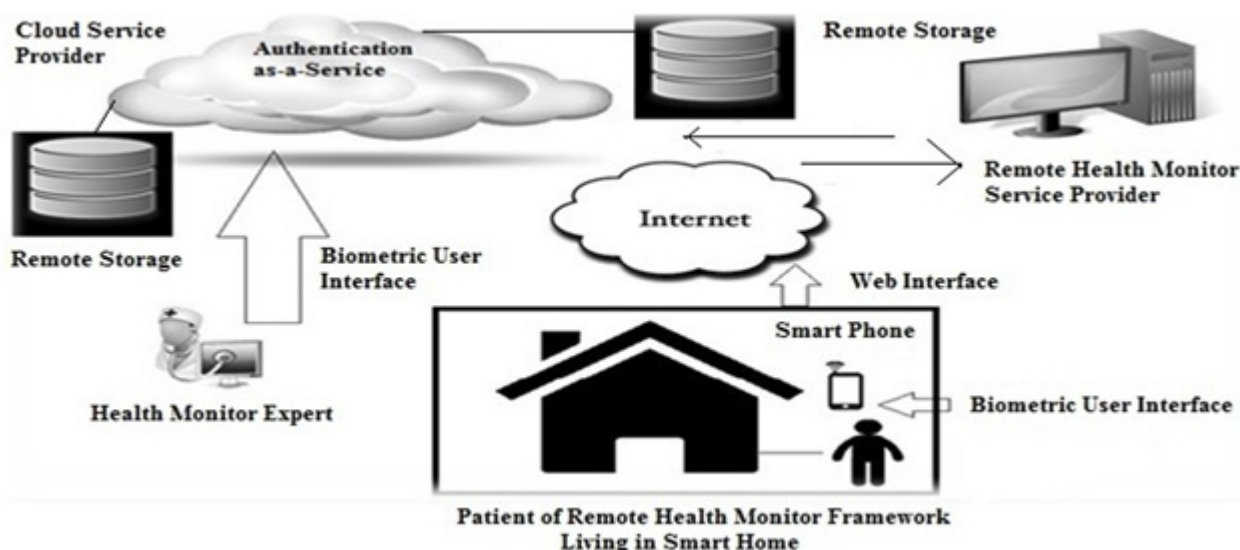 Cloud Service
Provider
Authentication
as-a-Service
Remote Storage
Remote Health Monitor
Service Provider
Internet
Remote Storage
Biometric User
Interface
Web Interface
Smart Phone
Health Monitor Expert
Biometric User Interface
Patient of Remote Health Monitor Framework
Living in Smart Home